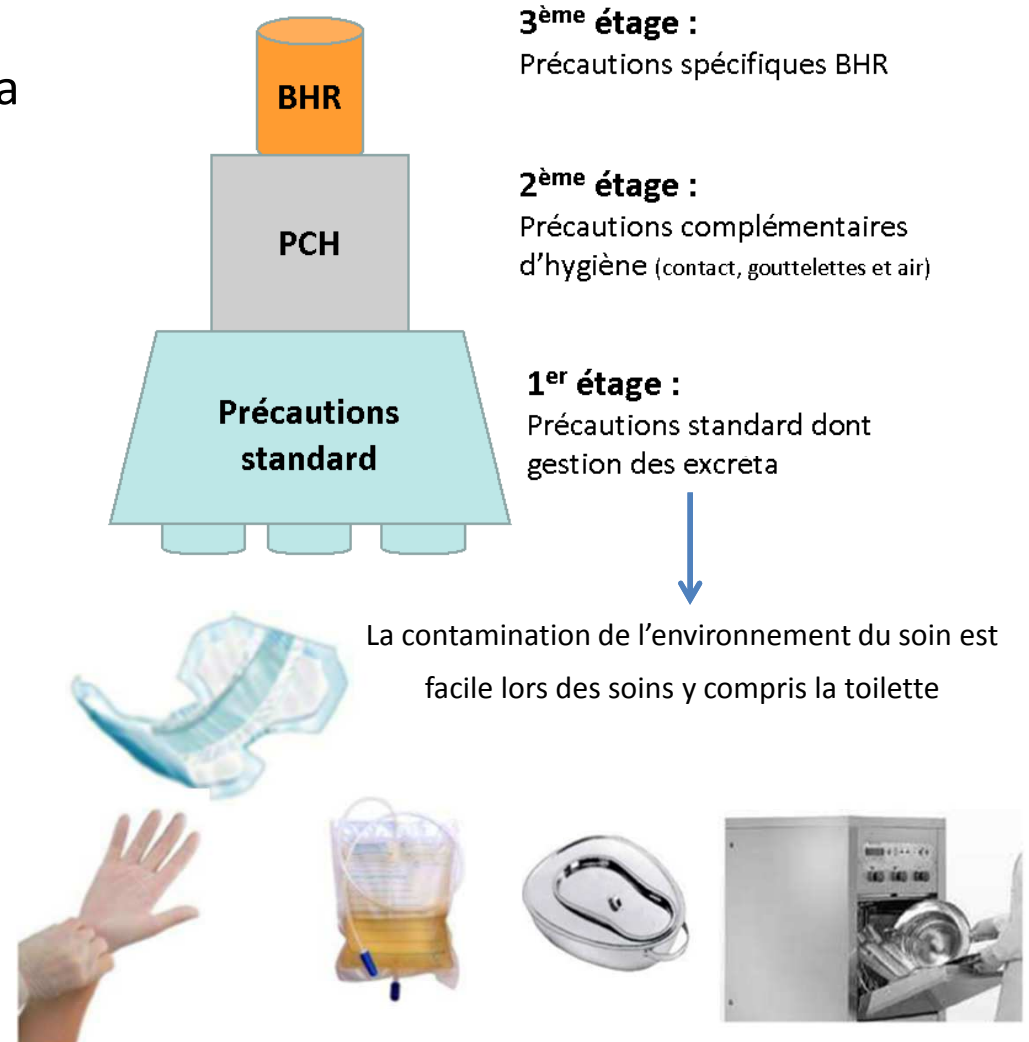 a
BHR
3ème étage :
Précautions spécifiques BHR
PCH
2ème étage :
Précautions complémentaires
d’hygiène (contact, gouttelettes et air)
Précautions
standard
1er étage :
Précautions standard dont
gestion des excréta
La contamination de l’environnement du soin est
facile lors des soins y compris la toilette